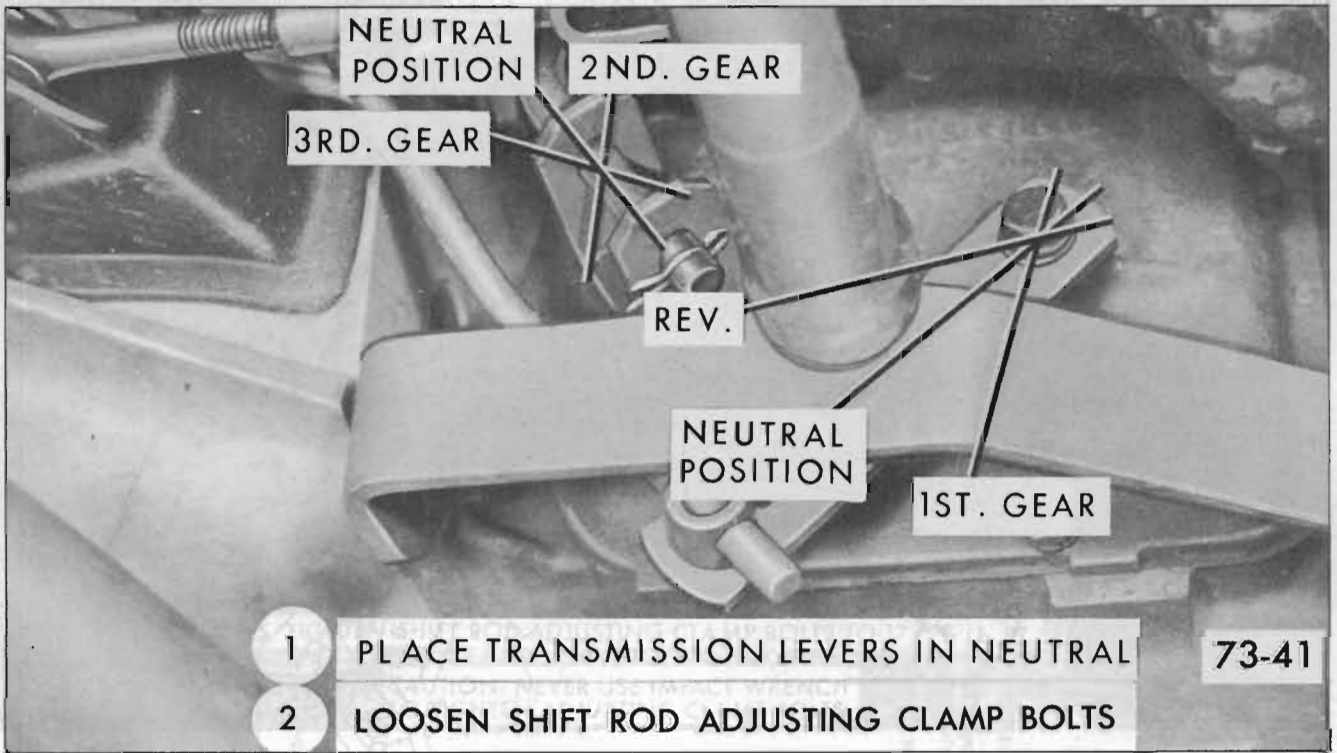 NEUTRAL
POSITION
2ND. GEAR
3RD. GEAR
REV.
NEUTRAL
POSITION
1ST. GEAR
1 PLACE TRANSMISSION LEVERS IN NEUTRAL
73-41
2 LOOSEN SHIFT ROD ADJUSTING CLAMP BOLTS